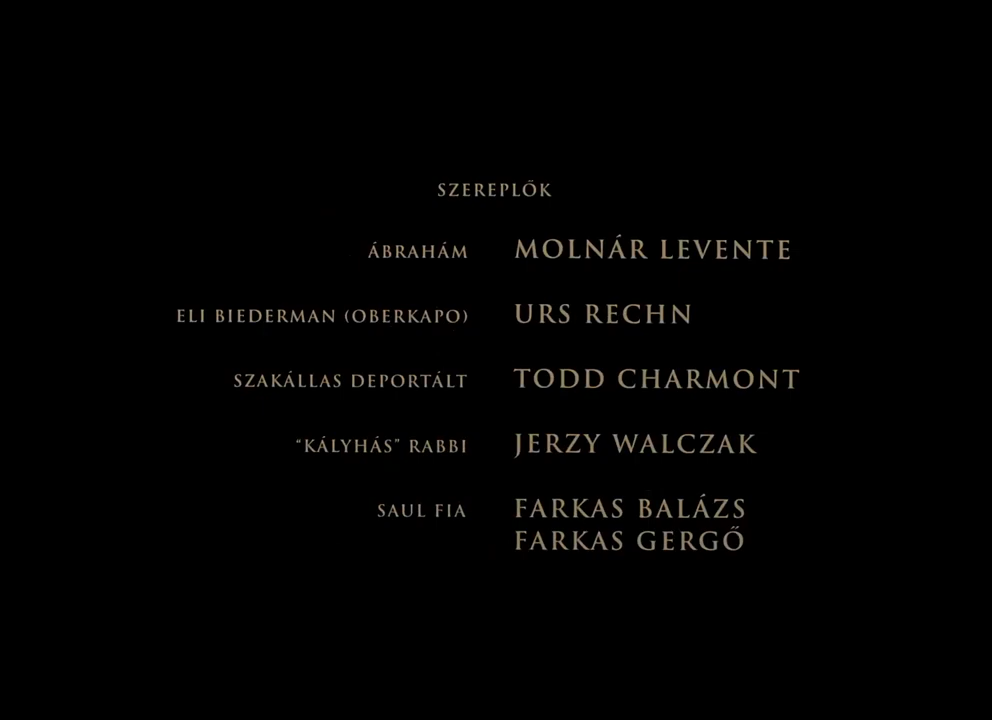 SZEREPLŐK
ÁBRAHÁM MOLNÁR LEVENTE
ELI BIEDERMAN (OBERKAPO) URS RECHN
SZAKÁLLAS DEPORTÁLT TODD CHARMONT
“KÁLYHÁS” RABBI JERZY WALCZAK
SAUL FIA FARKAS BALÁZS
FARKAS GERGŐ